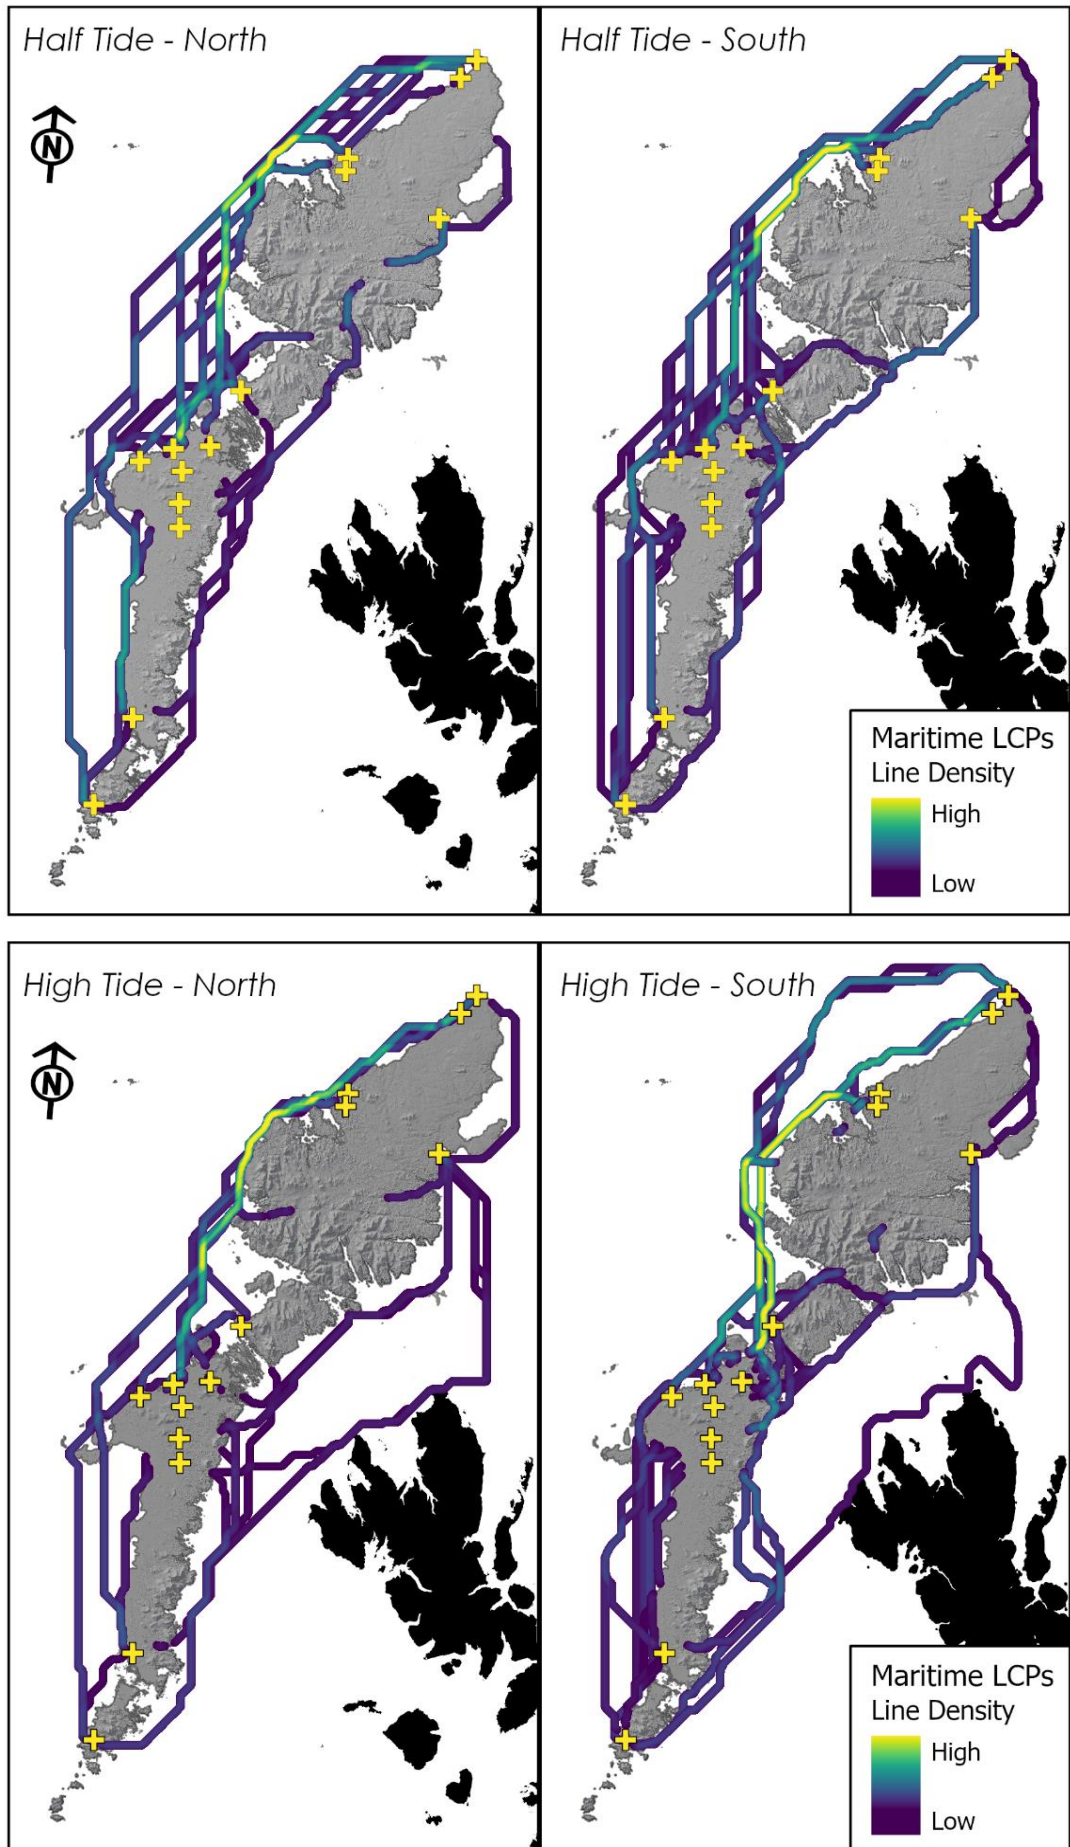 Half Tide - North
Half Tide - South
N
Maritime LCPs
Line Density
High
Low
High Tide - North
High Tide - South
N
Maritime LCPs
Line Density
High
Low